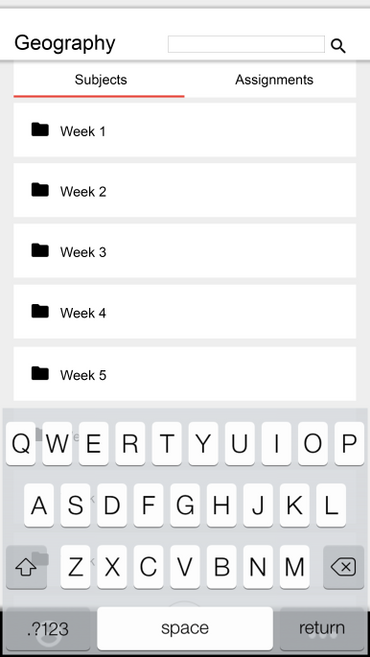 Geography
Subjects Assignments
Week 1
Week 2
Week 3
Week 4
Week 5
Q W E R T Y U I O P
A S D F G H J K L
Z X C V B N M
.?123 space return